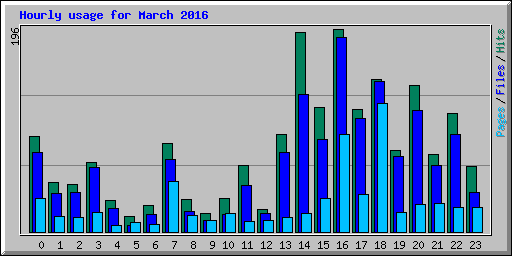 Hourly usage for March 2016
196
Pages / Files / Hits
0 1 2 3 4 5 6 7 8 9 10 11 12 13 14 15 16 17 18 19 20 21 22 23